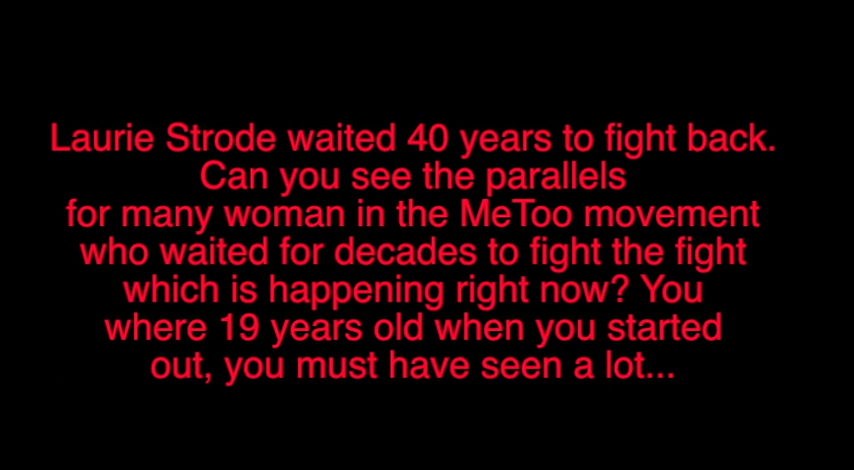 Laurie Strode waited 40 years to fight back.
Can you see the parallels
for many woman in the MeToo movement
who waited for decades to fight the fight
which is happening right now? You
where 19 years old when you started
out, you must have seen a lot...